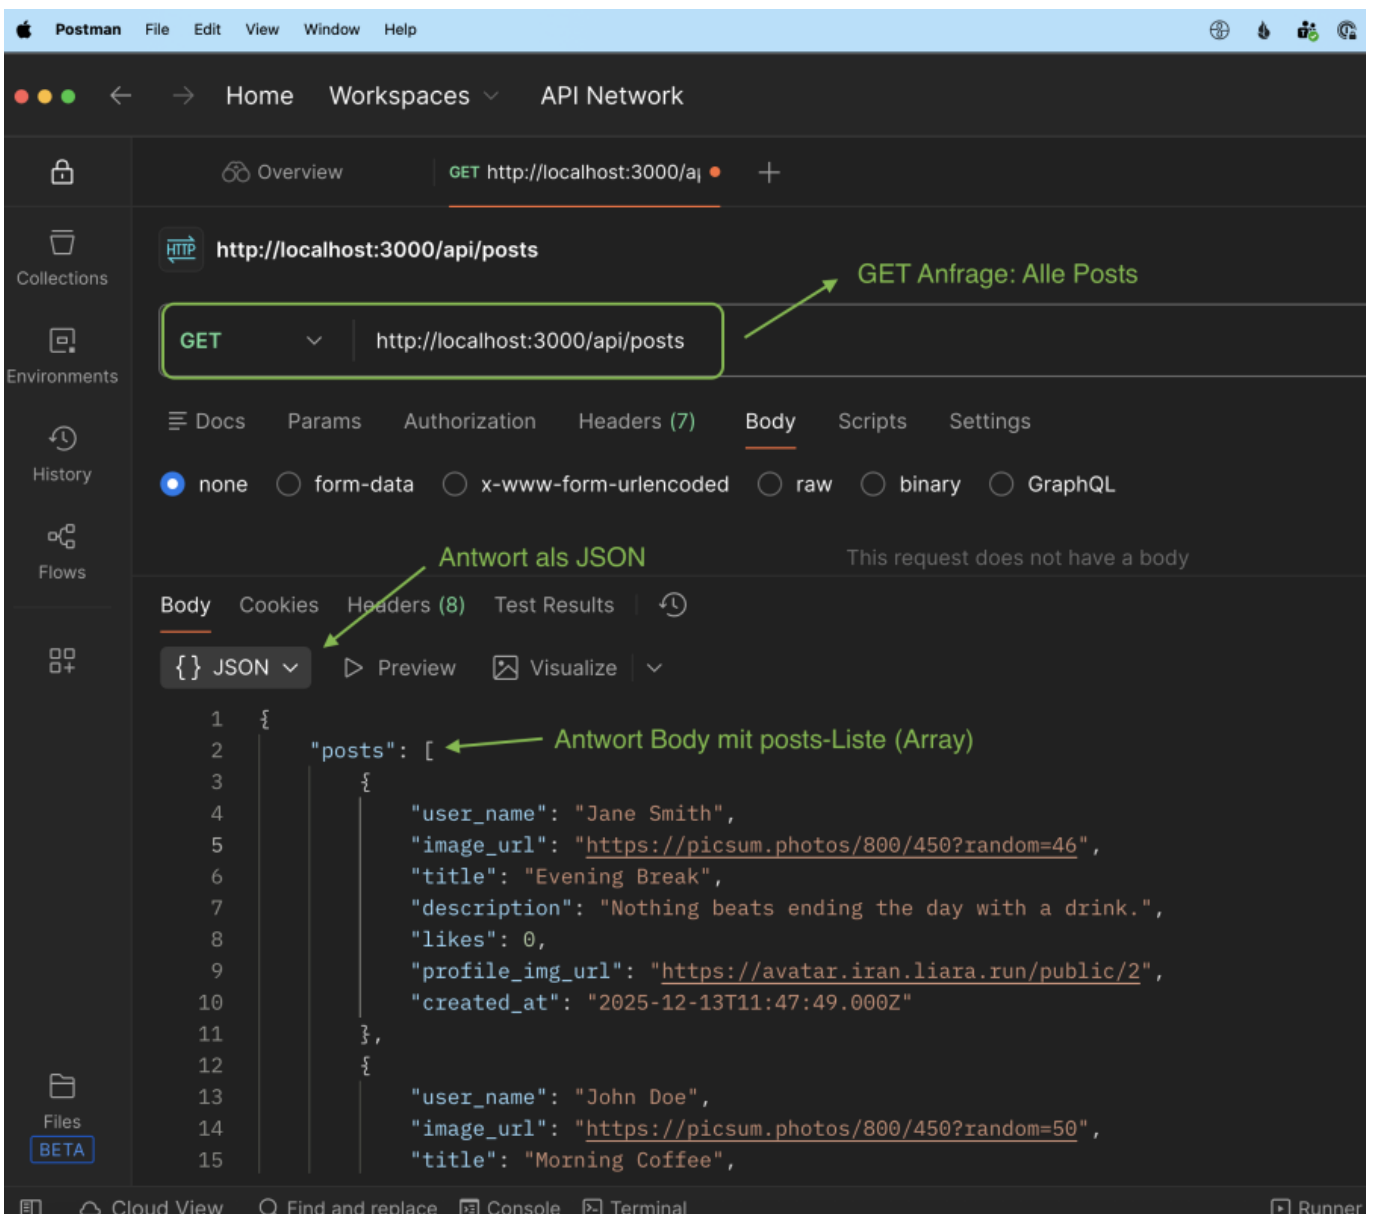 Postman File Edit View Window Help
Home Workspaces API Network
Overview GET http://localhost:3000/a
HTTP http://localhost:3000/api/posts
Collections
GET Anfrage: Alle Posts
GET http://localhost:3000/api/posts
Environments
Docs Params Authorization Headers (7) Body Scripts Settings
History
none form-data x-www-form-urlencoded raw binary GraphQL
Flows
Antwort als JSON
This request does not have a body
Body Cookies Headers (8) Test Results
{} JSON Preview Visualize
1 {
Antwort Body mit posts-Liste (Array)
2 "posts": [
3 {
4 "user_name": "Jane Smith",
5 "image_url": "https://picsum.photos/800/450?random=46",
6 "title": "Evening Break",
7 "description": "Nothing beats ending the day with a drink.",
8 "likes": 0,
9 "profile_img_url": "https://avatar.iran.liara.run/public/2",
10 "created_at": "2025-12-13T11:47:49.000Z"
11 },
12 {
13 "user_name": "John Doe",
14 "image_url": "https://picsum.photos/800/450?random=50",
15 "title": "Morning Coffee",
Files
BETA
Cloud View Find and replace Console Terminal Runner